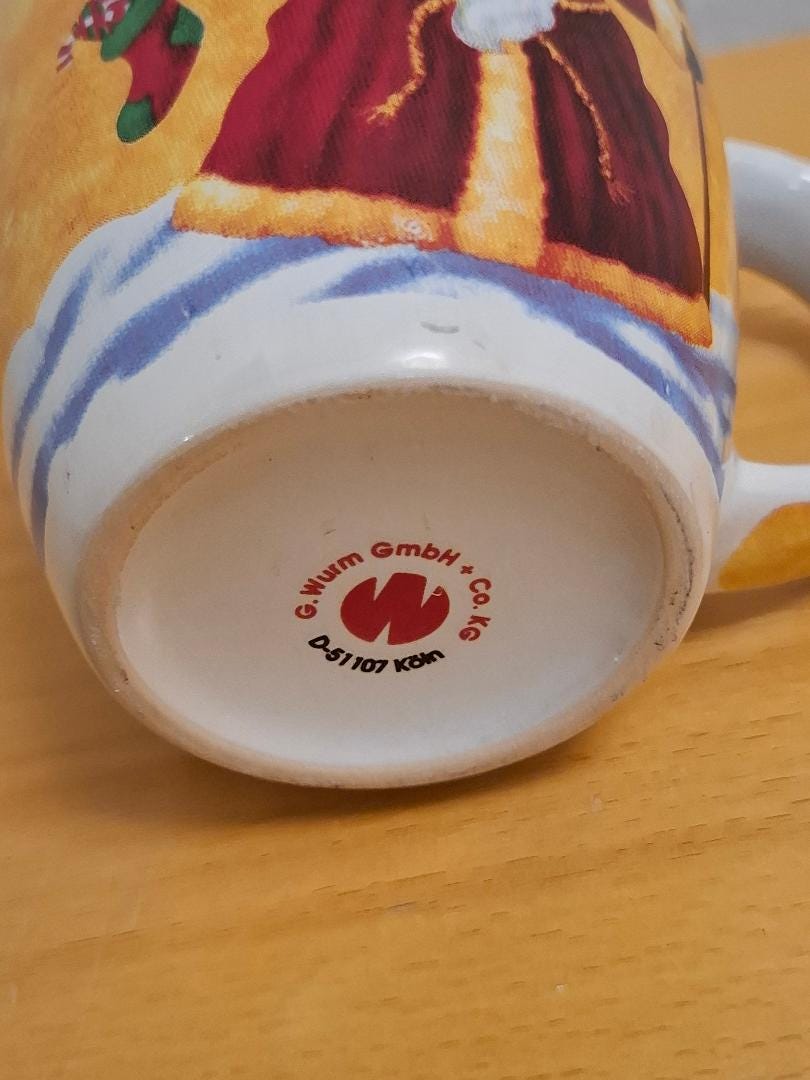 G. Wurm GmbH + Co. KG
D-51107 Köln